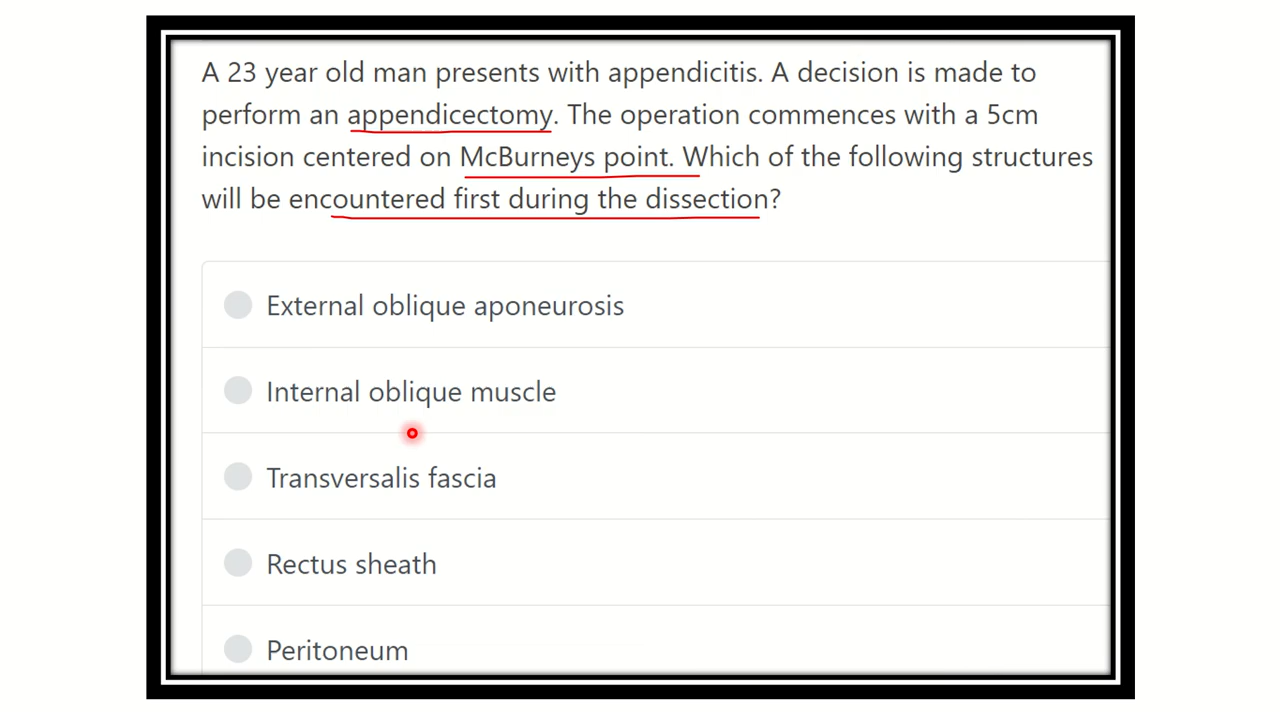 A 23 year old man presents with appendicitis. A decision is made to
perform an appendicectomy. The operation commences with a 5cm
incision centered on McBurneys point. Which of the following structures
will be encountered first during the dissection?
External oblique aponeurosis
Internal oblique muscle
Transversalis fascia
Rectus sheath
Peritoneum